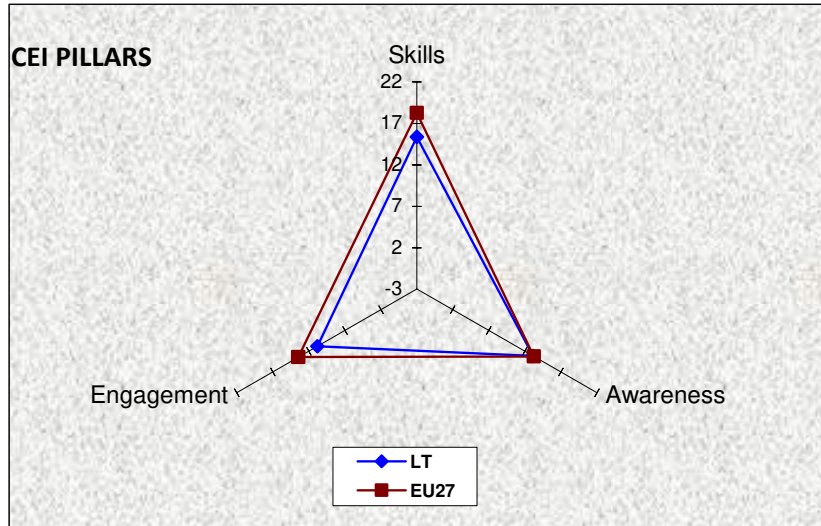 CEI PILLARS
Skills
22
17
12
7
2
-3
Engagement
Awareness
LT
EU27